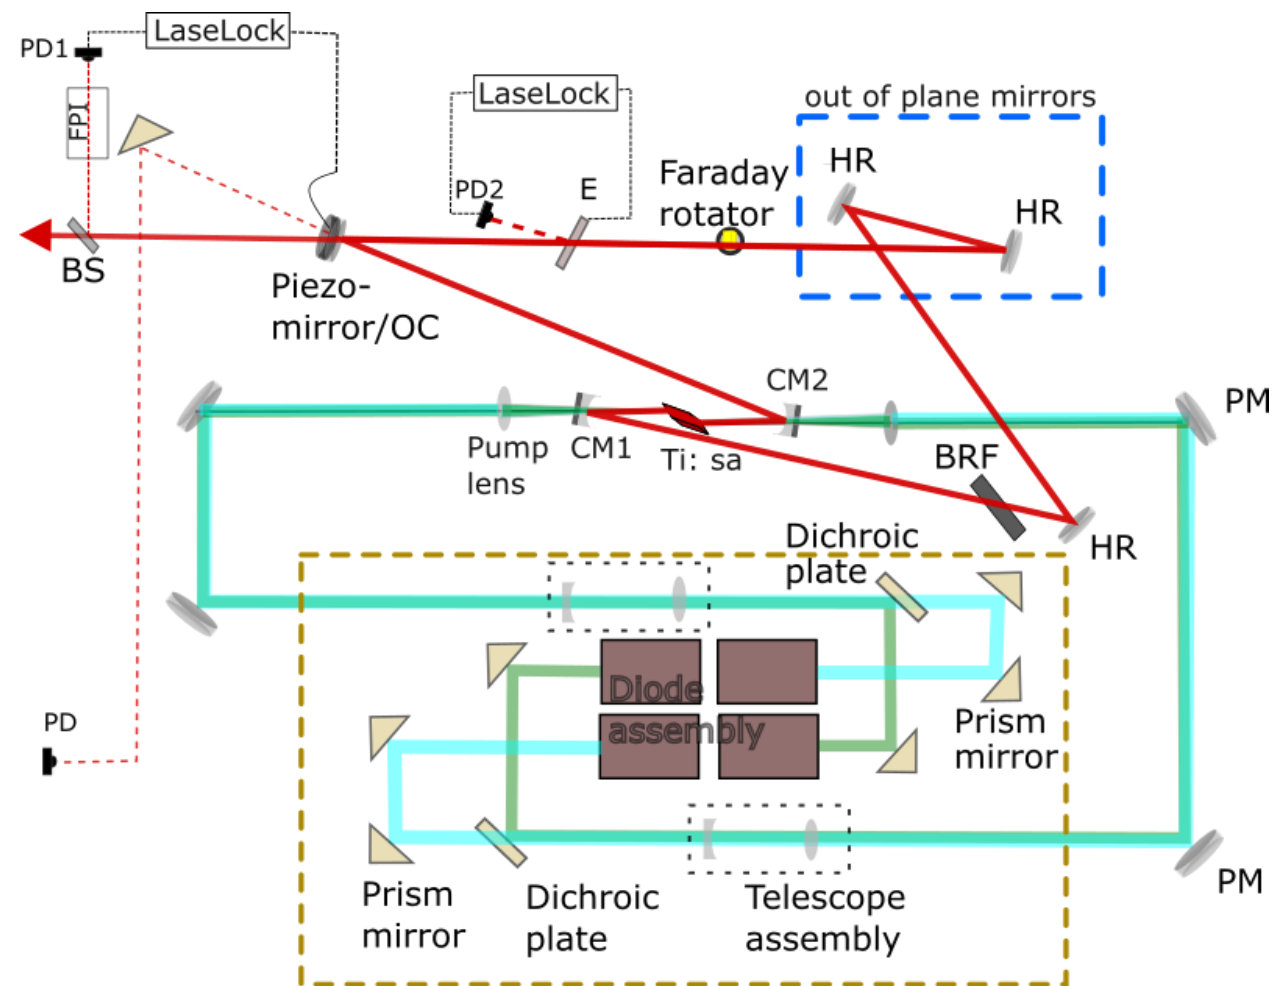 LaseLock
PD1
FPI
LaseLock
out of plane mirrors
HR
Faraday
rotator
PD2
E
HR
BS
Piezo-
mirror/OC
CM2
PM
Pump
lens
CM1
Ti: sa
BRF
HR
Dichroic
plate
Diode
assembly
PD
Prism
mirror
PM
Prism
mirror
Dichroic
plate
Telescope
assembly